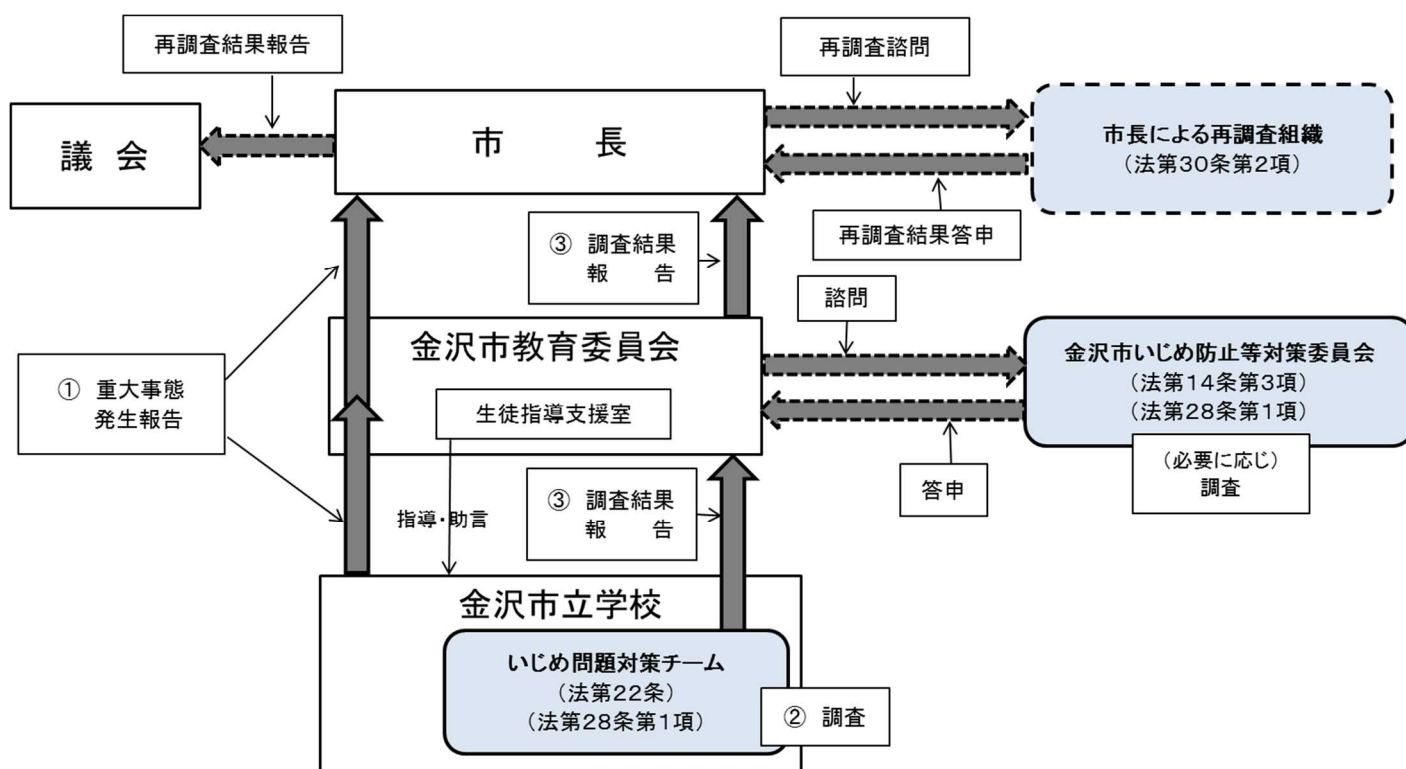 再調査結果報告
再調査諮問
議 会
市 長
市長による再調査組織
(法第30条第2項)
再調査結果答申
③ 調査結果
報 告
諮問
① 重大事態
発生報告
金沢市教育委員会
生徒指導支援室
金沢市いじめ防止等対策委員会
(法第14条第3項)
(法第28条第1項)
(必要に応じ)
調査
答申
指導・助言
③ 調査結果
報 告
金沢市立学校
いじめ問題対策チーム
(法第22条)
(法第28条第1項)
② 調査